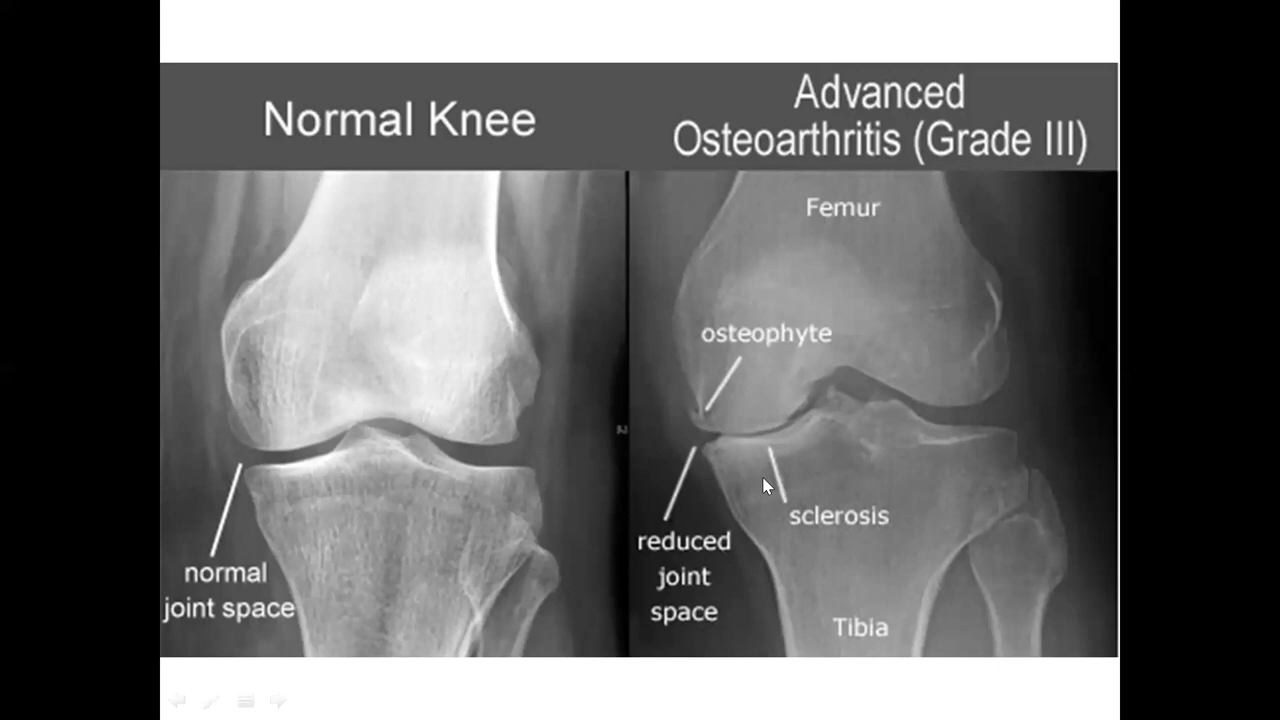 Normal Knee
Advanced
Osteoarthritis (Grade III)
normal
joint space
Femur
osteophyte
sclerosis
reduced
joint
space
Tibia